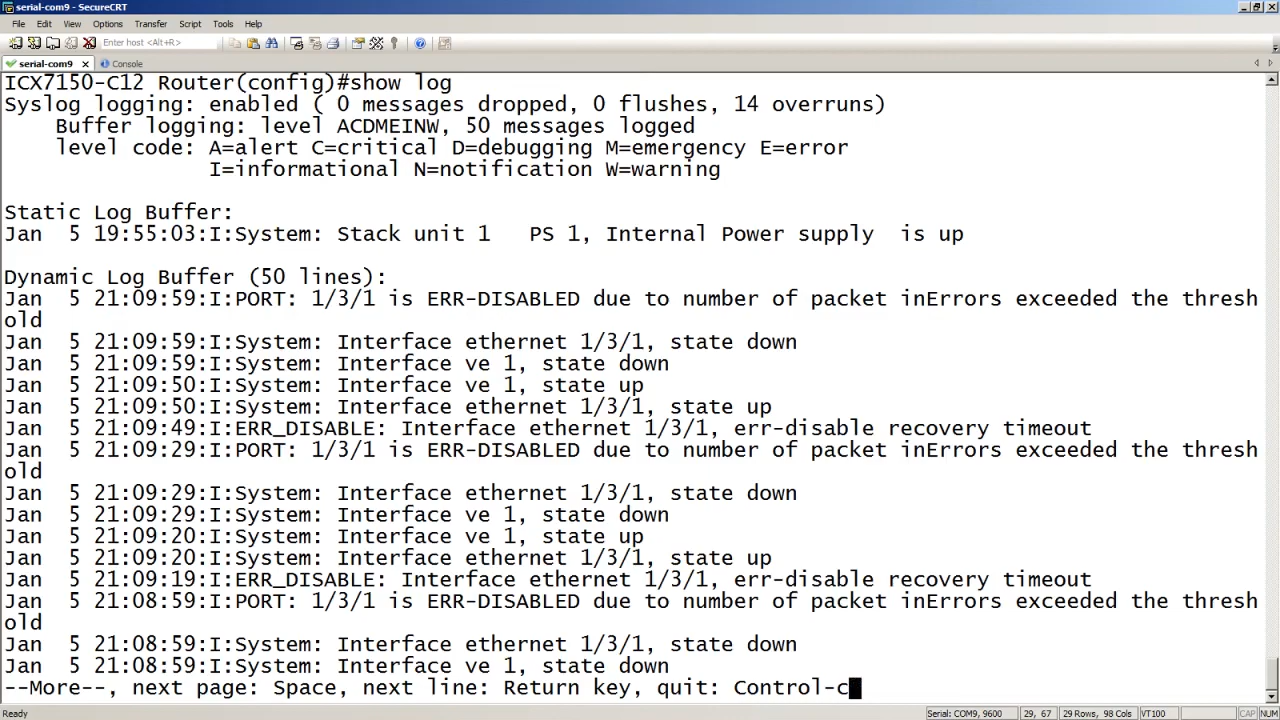 serial-com9 - SecureCRT
File Edit View Options Transfer Script Tools Help
Enter host <Alt+R>
serial-com9 Console
ICX7150-C12 Router(config)#show log
Syslog logging: enabled ( 0 messages dropped, 0 flushes, 14 overruns)
Buffer logging: level ACDMEINW, 50 messages logged
level code: A=alert C=critical D=debugging M=emergency E=error
I=informational N=notification W=warning
Static Log Buffer:
Jan 5 19:55:03:I:System: Stack unit 1 PS 1, Internal Power supply is up
Dynamic Log Buffer (50 lines):
Jan 5 21:09:59:I:PORT: 1/3/1 is ERR-DISABLED due to number of packet inErrors exceeded the thresh
old
Jan 5 21:09:59:I:System: Interface ethernet 1/3/1, state down
Jan 5 21:09:59:I:System: Interface ve 1, state down
Jan 5 21:09:50:I:System: Interface ve 1, state up
Jan 5 21:09:50:I:System: Interface ethernet 1/3/1, state up
Jan 5 21:09:49:I:ERR_DISABLE: Interface ethernet 1/3/1, err-disable recovery timeout
Jan 5 21:09:29:I:PORT: 1/3/1 is ERR-DISABLED due to number of packet inErrors exceeded the thresh
old
Jan 5 21:09:29:I:System: Interface ethernet 1/3/1, state down
Jan 5 21:09:29:I:System: Interface ve 1, state down
Jan 5 21:09:20:I:System: Interface ve 1, state up
Jan 5 21:09:20:I:System: Interface ethernet 1/3/1, state up
Jan 5 21:09:19:I:ERR_DISABLE: Interface ethernet 1/3/1, err-disable recovery timeout
Jan 5 21:08:59:I:PORT: 1/3/1 is ERR-DISABLED due to number of packet inErrors exceeded the thresh
old
Jan 5 21:08:59:I:System: Interface ethernet 1/3/1, state down
Jan 5 21:08:59:I:System: Interface ve 1, state down
--More--, next page: Space, next line: Return key, quit: Control-c
Ready Serial: COM9, 9600 29, 67 29 Rows, 98 Cols VT100 CAP NUM